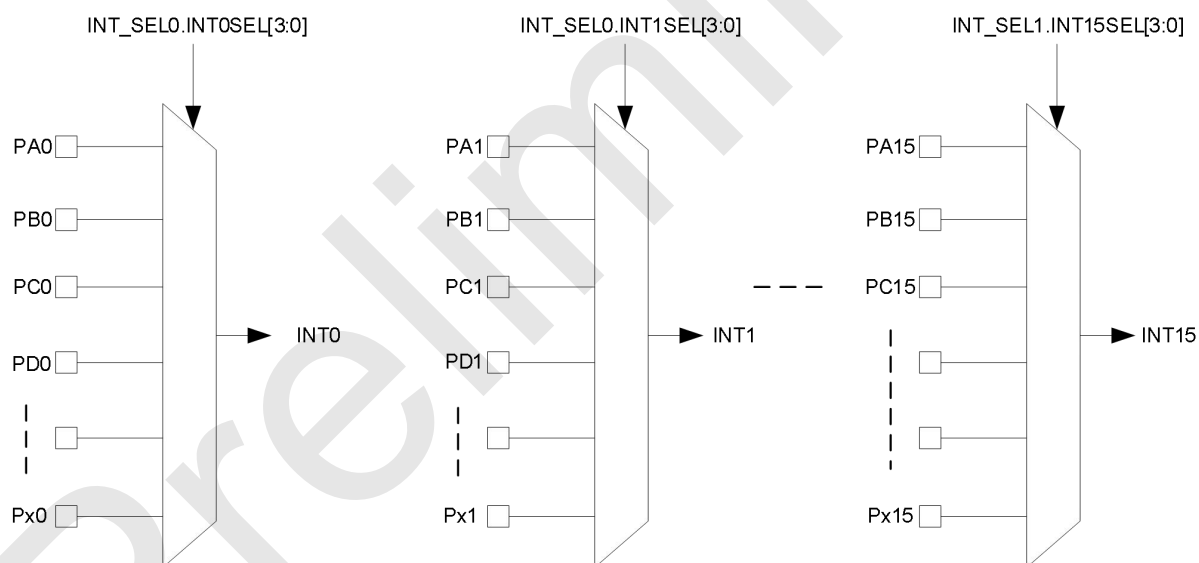 INT_SEL0.INT0SEL[3:0]
INT_SEL0.INT1SEL[3:0]
INT_SEL1.INT15SEL[3:0]
PA0
PB0
PC0
PD0
Px0
INT0
PA1
PB1
PC1
PD1
Px1
INT1
PA15
PB15
PC15
Px15
INT15
Prelimi